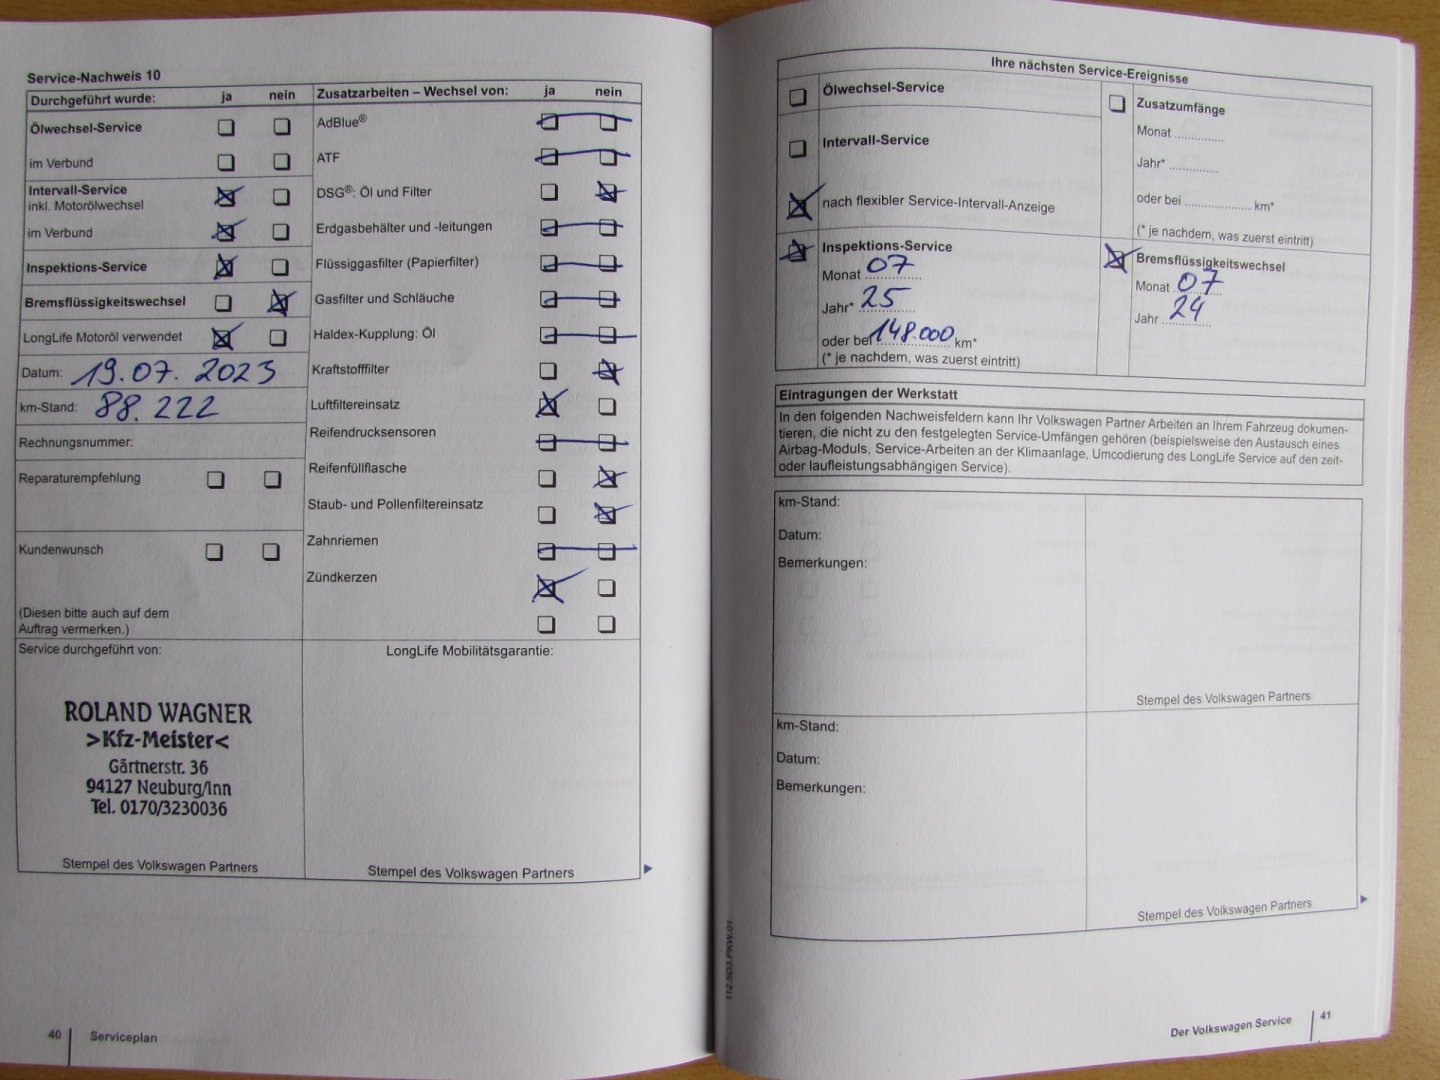 Service-Nachweis 10
Durchgeführt wurde: ja nein
Ölwechsel-Service
im Verbund
Intervall-Service
inkl. Motorölwechsel
im Verbund
Inspektions-Service
Bremsflüssigkeitswechsel
LongLife Motoröl verwendet
Datum: 19.07.2023
km-Stand: 88.222
Rechnungsnummer:
Reparaturempfehlung
Kundenwunsch
(Diesen bitte auch auf dem
Auftrag vermerken.)
Zusatzarbeiten – Wechsel von: ja nein
AdBlue®
ATF
DSG®: Öl und Filter
Erdgasbehälter und -leitungen
Flüssiggasfilter (Papierfilter)
Gasfilter und Schläuche
Haldex-Kupplung: Öl
Kraftstofffilter
Luftfiltereinsatz
Reifendrucksensoren
Reifenfüllflasche
Staub- und Pollenfiltereinsatz
Zahnriemen
Zündkerzen
Service durchgeführt von:
ROLAND WAGNER
>Kfz-Meister<
Gärtnerstr. 36
94127 Neuburg/Inn
Tel. 0170/3230036
Stempel des Volkswagen Partners
LongLife Mobilitätsgarantie:
Stempel des Volkswagen Partners
40 Serviceplan
Ihre nächsten Service-Ereignisse
Ölwechsel-Service
Intervall-Service
nach flexibler Service-Intervall-Anzeige
Zusatzumfänge
Monat ..............
Jahr* ..............
oder bei ................... km*
(* je nachdem, was zuerst eintritt)
Inspektions-Service
Monat 07
Jahr* 25
oder bei 148.000 km*
(* je nachdem, was zuerst eintritt)
Bremsflüssigkeitswechsel
Monat 07
Jahr 24
Eintragungen der Werkstatt
In den folgenden Nachweisfeldern kann Ihr Volkswagen Partner Arbeiten an Ihrem Fahrzeug dokumen-
tieren, die nicht zu den festgelegten Service-Umfängen gehören (beispielsweise den Austausch eines
Airbag-Moduls, Service-Arbeiten an der Klimaanlage, Umcodierung des LongLife Service auf den zeit-
oder laufleistungsabhängigen Service).
km-Stand:
Datum:
Bemerkungen:
Stempel des Volkswagen Partners
km-Stand:
Datum:
Bemerkungen:
Stempel des Volkswagen Partners
112.5D3.PKW.01
Der Volkswagen Service 41